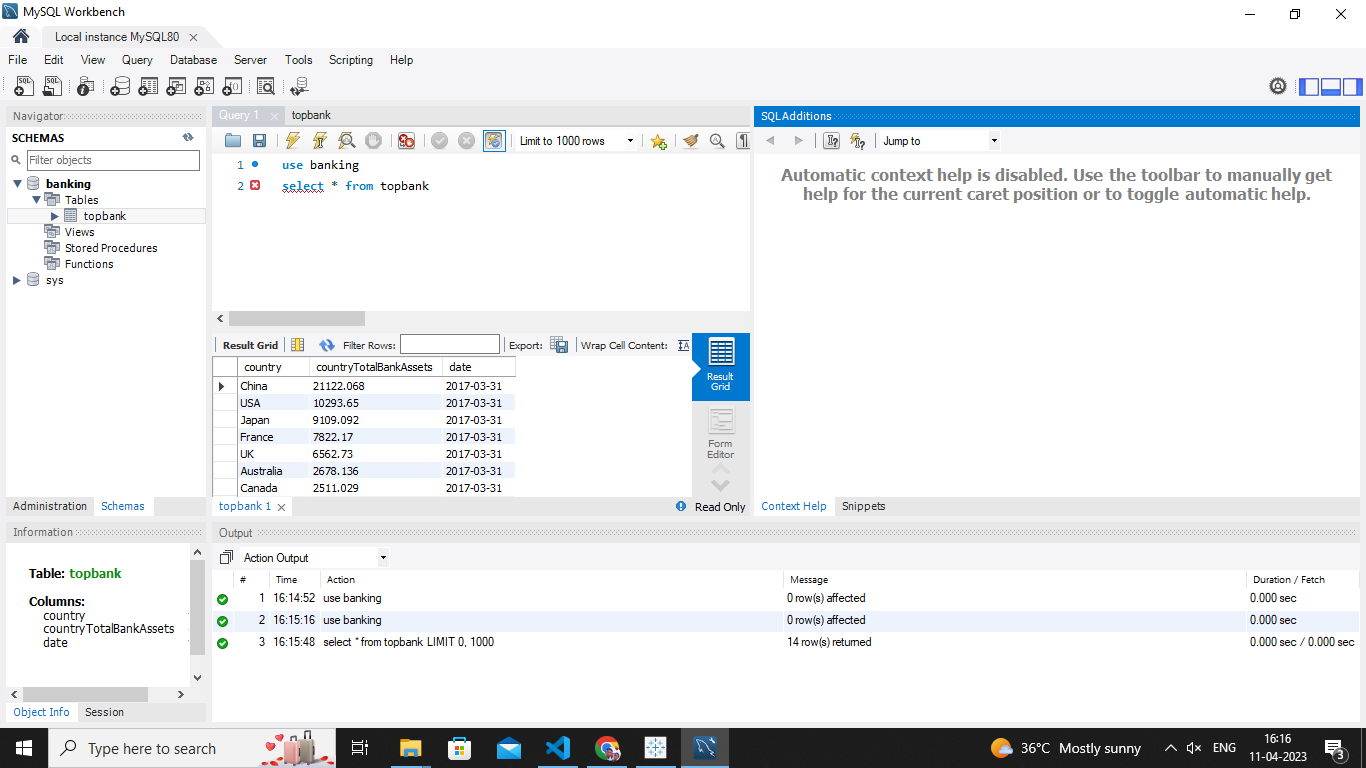 MySQL Workbench
Local instance MySQL80
File Edit View Query Database Server Tools Scripting Help
Navigator
SCHEMAS
Filter objects
banking
Tables
topbank
Views
Stored Procedures
Functions
sys
Administration Schemas
Query 1 topbank
Limit to 1000 rows
1 use banking
2 select * from topbank
Result Grid Filter Rows: Export: Wrap Cell Content:
country countryTotalBankAssets date
China 21122.068 2017-03-31
USA 10293.65 2017-03-31
Japan 9109.092 2017-03-31
France 7822.17 2017-03-31
UK 6562.73 2017-03-31
Australia 2678.136 2017-03-31
Canada 2511.029 2017-03-31
Result
Grid
Form
Editor
topbank 1 Read Only
SQLAdditions
Jump to
Automatic context help is disabled. Use the toolbar to manually get
help for the current caret position or to toggle automatic help.
Context Help Snippets
Information
Table: topbank
Columns:
country
countryTotalBankAssets
date
Object Info Session
Output
Action Output
# Time Action Message Duration / Fetch
1 16:14:52 use banking 0 row(s) affected 0.000 sec
2 16:15:16 use banking 0 row(s) affected 0.000 sec
3 16:15:48 select * from topbank LIMIT 0, 1000 14 row(s) returned 0.000 sec / 0.000 sec
Type here to search
36°C Mostly sunny
ENG
16:16
11-04-2023
3